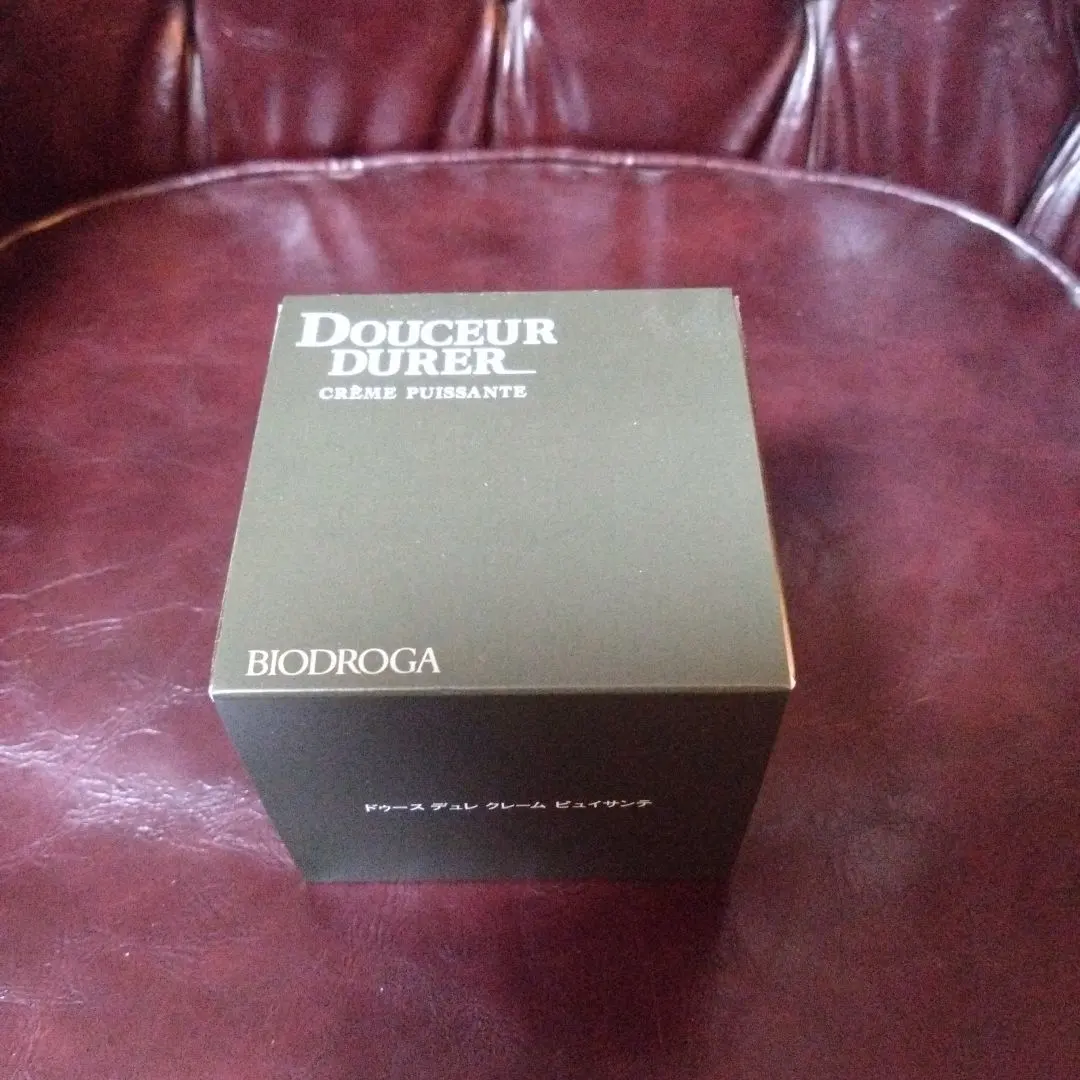 DOUCEUR
DURER
CRÈME PUISSANTE
BIODROGA
ドゥース デュレ クレーム ピュイサンテ